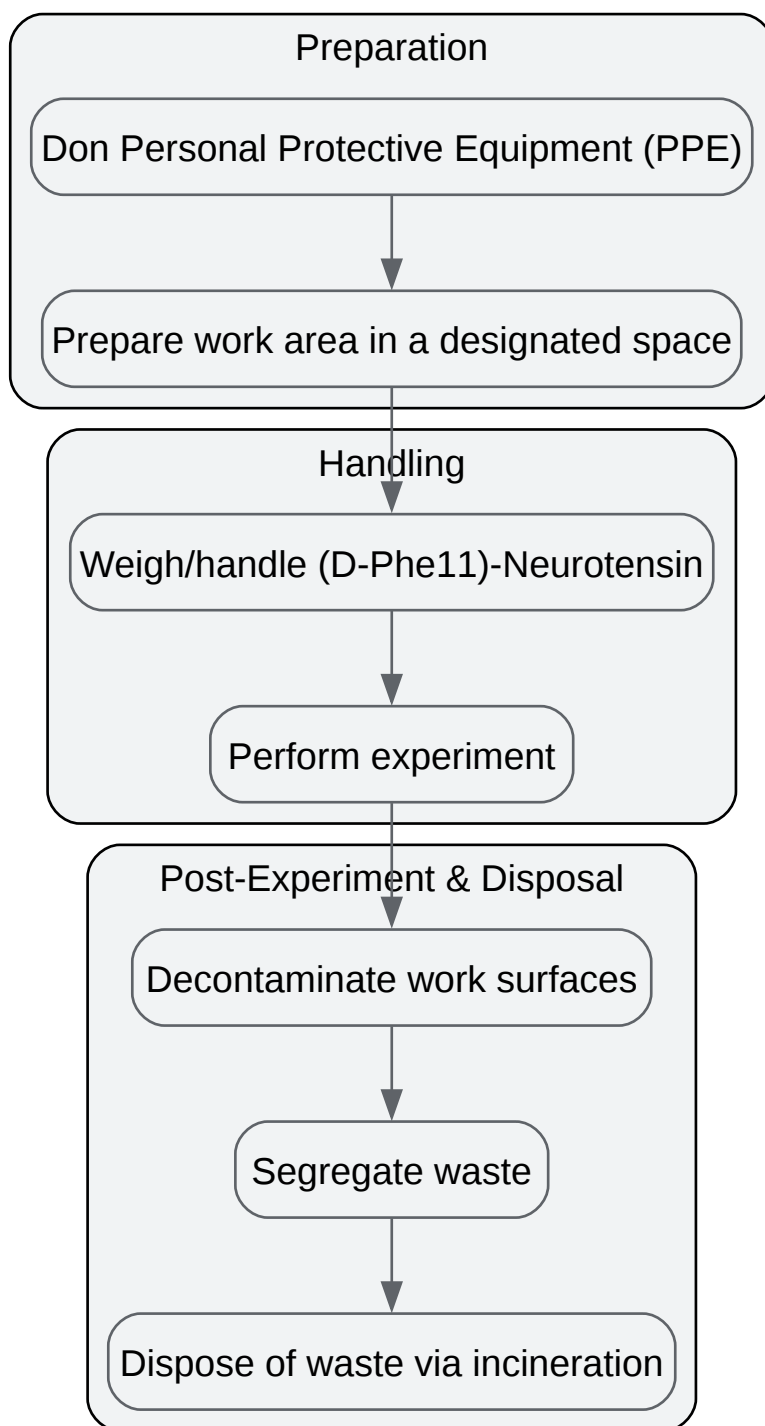 Preparation
Don Personal Protective Equipment (PPE)
Prepare work area in a designated space
Handling
Weigh/handle (D-Phe11)-Neurotensin
Perform experiment
Post-Experiment & Disposal
Decontaminate work surfaces
Segregate waste
Dispose of waste via incineration